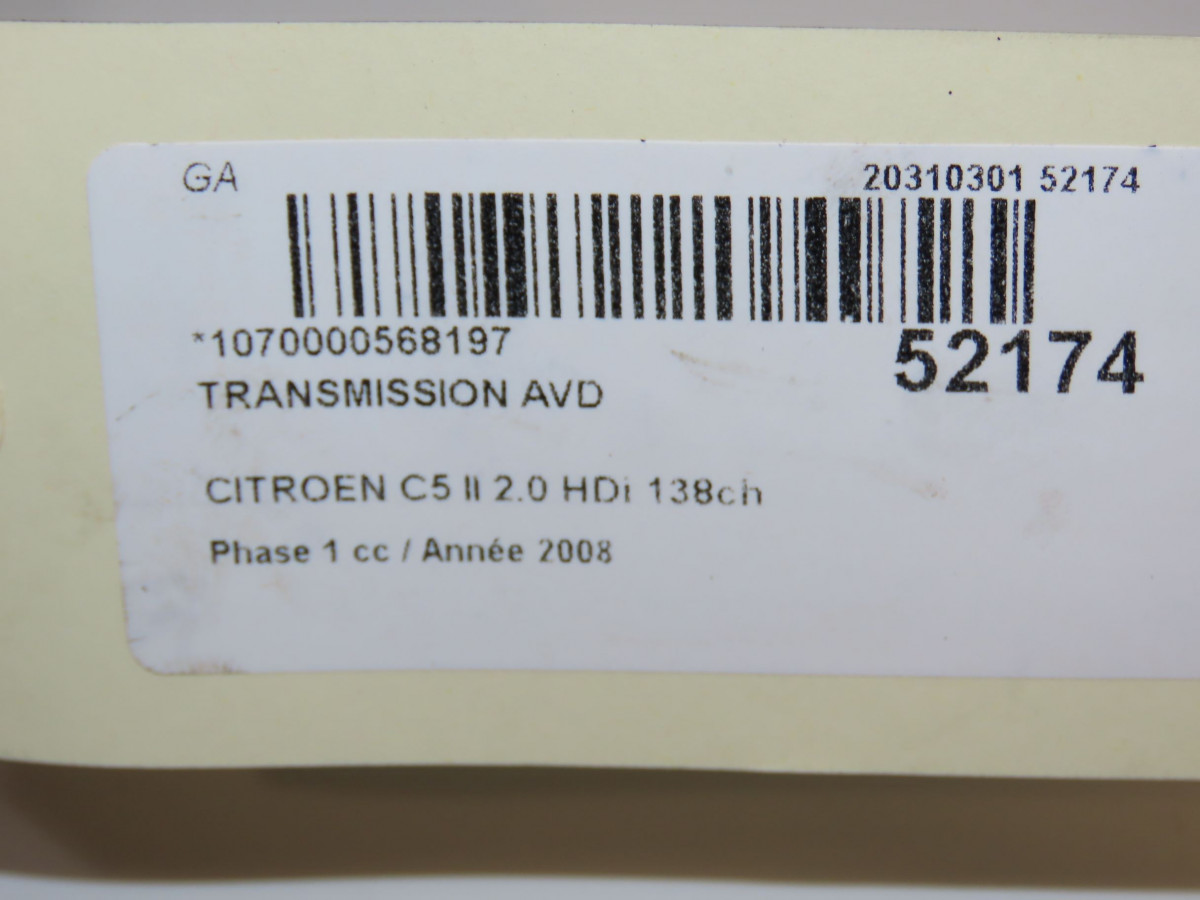 GA
20310301 52174
*1070000568197
52174
TRANSMISSION AVD
CITROEN C5 II 2.0 HDi 138ch
Phase 1 cc / Année 2008